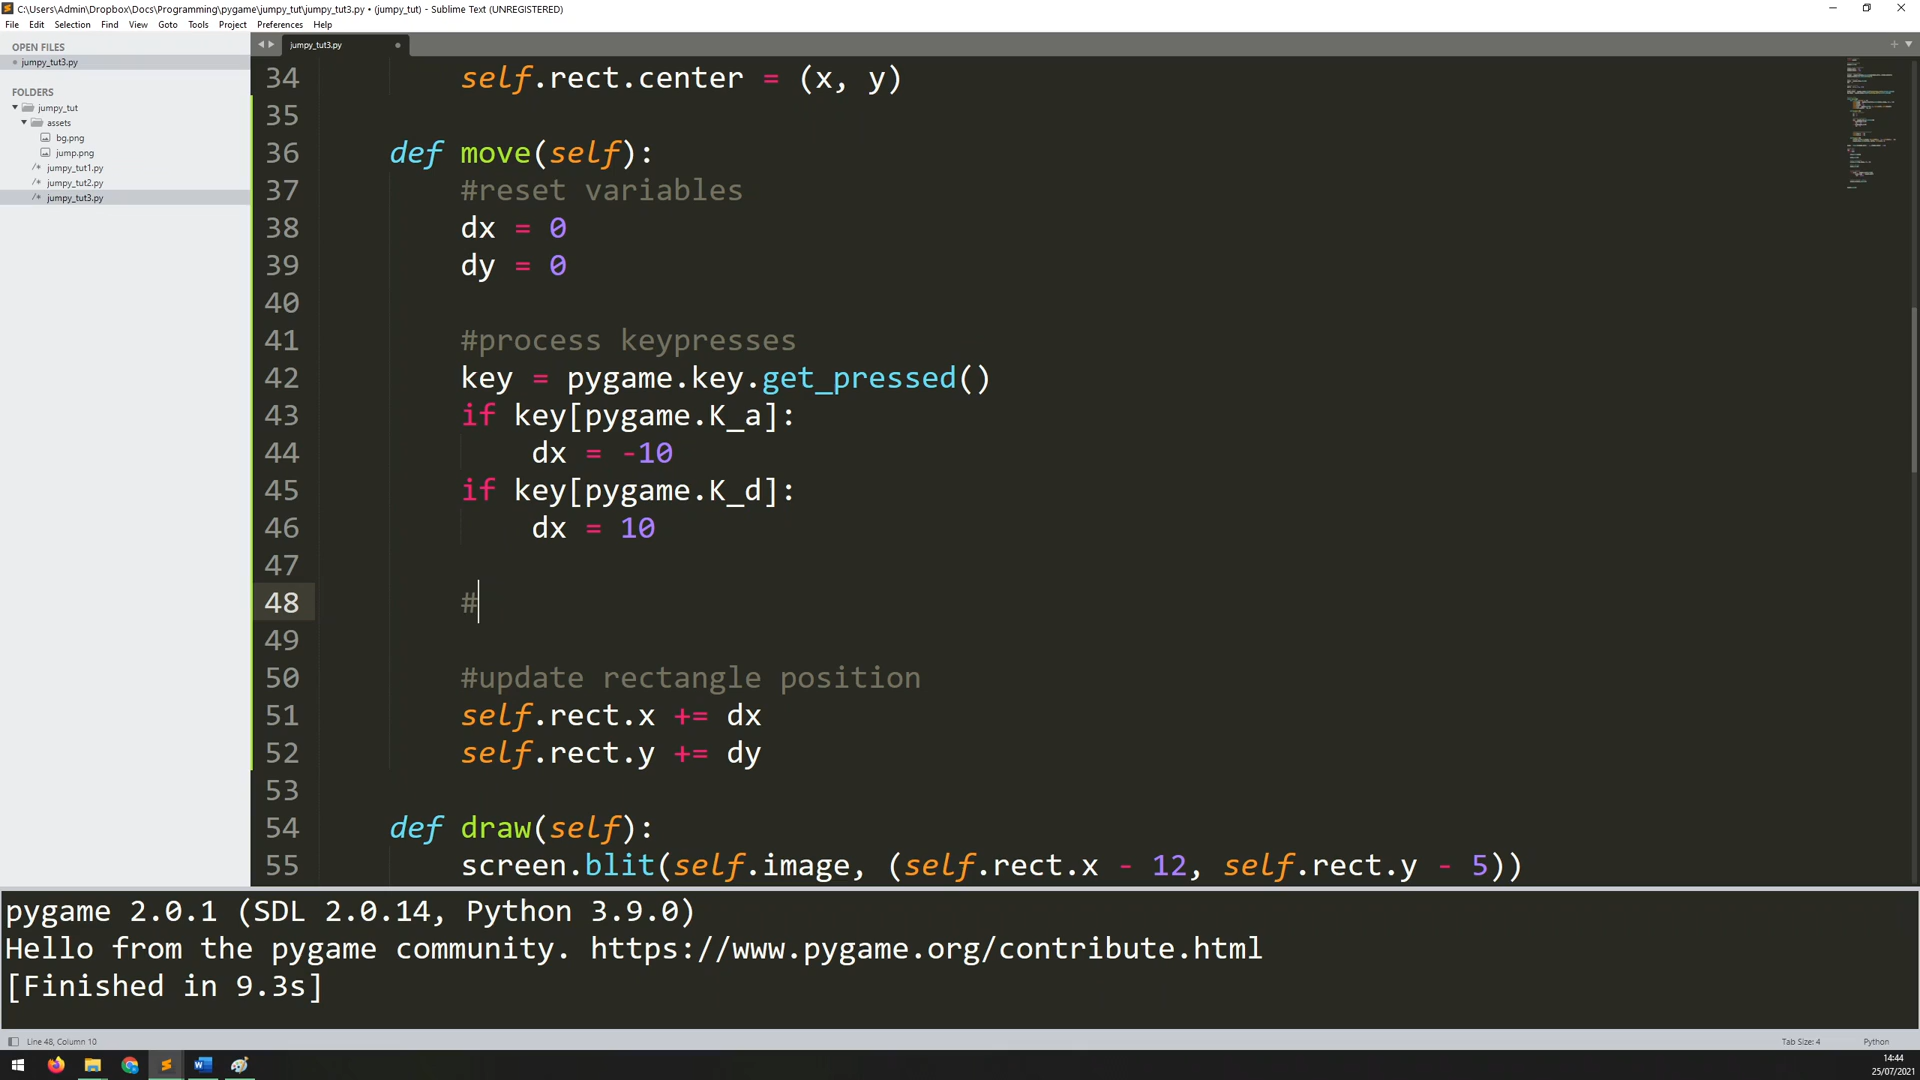 C:\Users\Admin\Dropbox\Docs\Programming\pygame\jumpy_tut\jumpy_tut3.py • (jumpy_tut) - Sublime Text (UNREGISTERED)
File Edit Selection Find View Goto Tools Project Preferences Help
OPEN FILES
jumpy_tut3.py
FOLDERS
jumpy_tut
assets
bg.png
jump.png
/* jumpy_tut1.py
/* jumpy_tut2.py
/* jumpy_tut3.py
jumpy_tut3.py
34 self.rect.center = (x, y)
35
36 def move(self):
37 #reset variables
38 dx = 0
39 dy = 0
40
41 #process keypresses
42 key = pygame.key.get_pressed()
43 if key[pygame.K_a]:
44 dx = -10
45 if key[pygame.K_d]:
46 dx = 10
47
48 #
49
50 #update rectangle position
51 self.rect.x += dx
52 self.rect.y += dy
53
54 def draw(self):
55 screen.blit(self.image, (self.rect.x - 12, self.rect.y - 5))
pygame 2.0.1 (SDL 2.0.14, Python 3.9.0)
Hello from the pygame community. https://www.pygame.org/contribute.html
[Finished in 9.3s]
Line 48, Column 10
Tab Size: 4
Python
14:44
25/07/2021